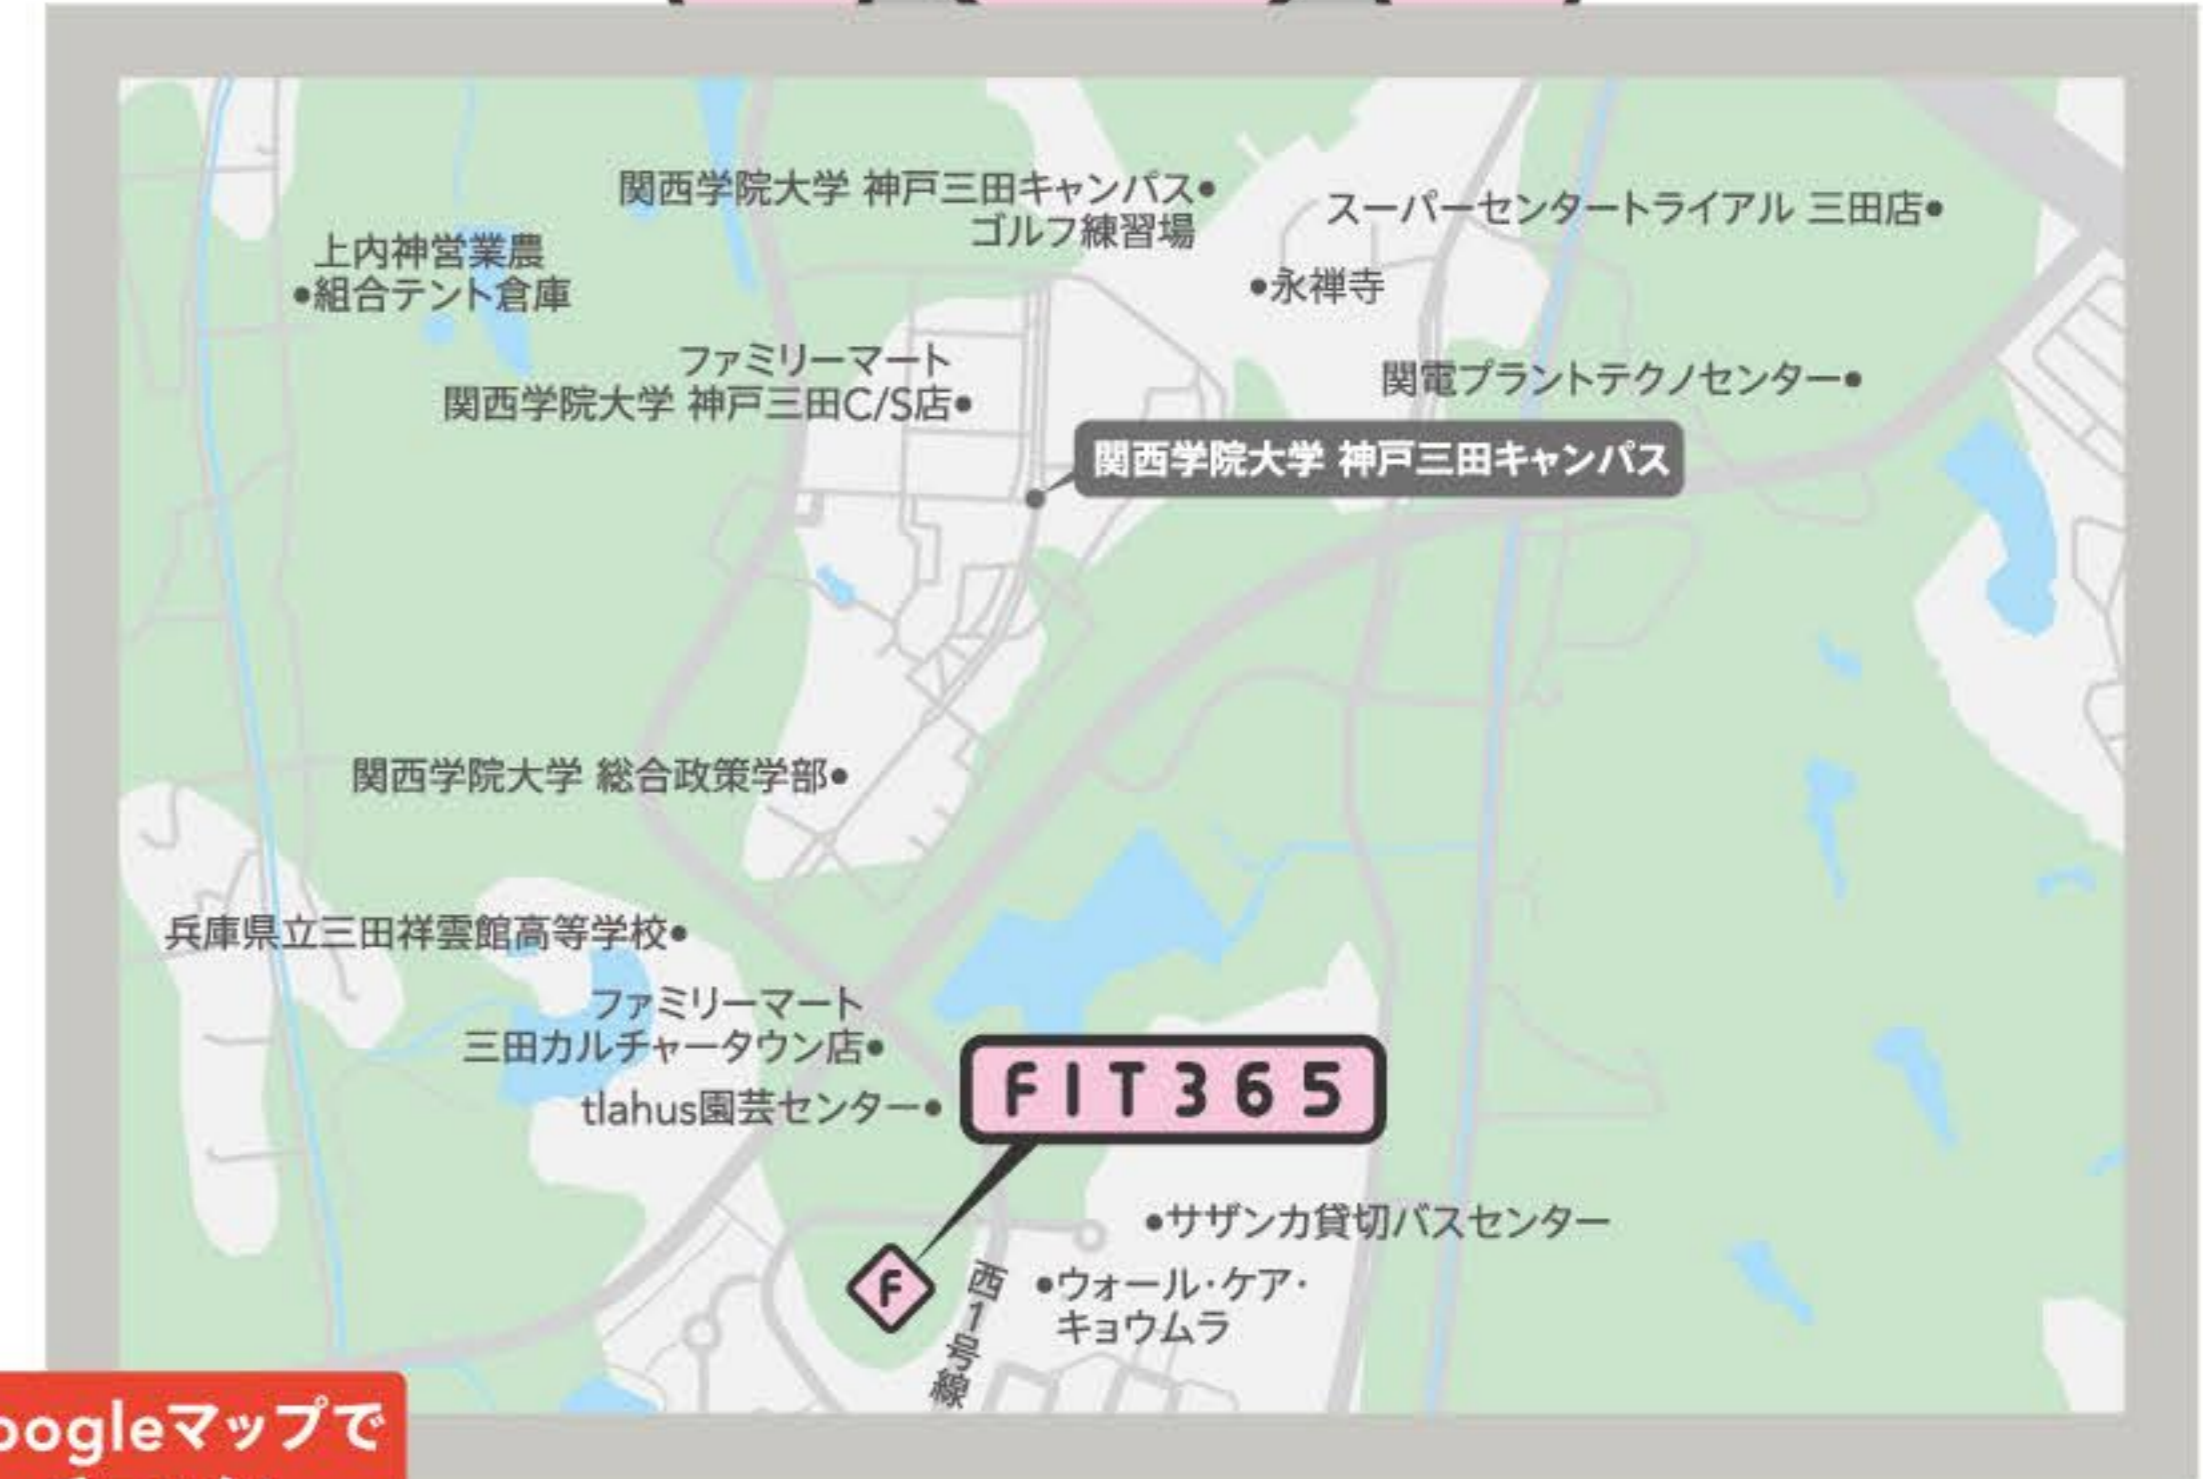 関西学院大学 神戸三田キャンパス
ゴルフ練習場
スーパーセンタートライアル 三田店
上内神営業農
組合テント倉庫
永禅寺
ファミリーマート
関西学院大学 神戸三田C/S店
関電プラントテクノセンター
関西学院大学 神戸三田キャンパス
関西学院大学 総合政策学部
兵庫県立三田祥雲館高等学校
ファミリーマート
三田カルチャータウン店
tlahus園芸センター
FIT365
サザンカ貸切バスセンター
F
西1号線
ウォール・ケア・
キョウムラ
oogleマップで